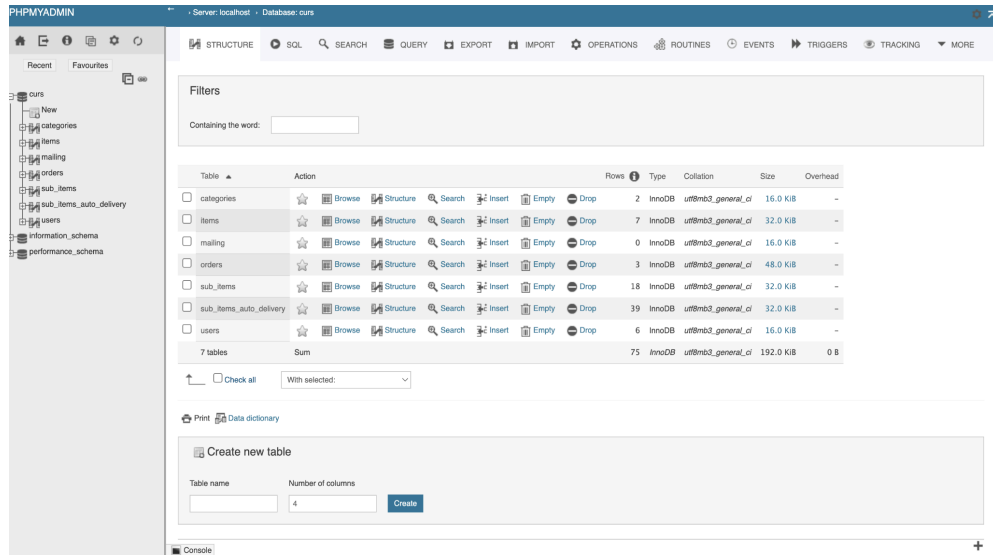 PHPMYADMIN
Server: localhost › Database: curs
STRUCTURE SQL SEARCH QUERY EXPORT IMPORT OPERATIONS ROUTINES EVENTS TRIGGERS TRACKING MORE
Recent Favourites
curs
New
categories
items
mailing
orders
sub_items
sub_items_auto_delivery
users
information_schema
performance_schema
Filters
Containing the word:
Table Action Rows Type Collation Size Overhead
categories Browse Structure Search Insert Empty Drop 2 InnoDB utf8mb3_general_ci 16.0 KiB –
items Browse Structure Search Insert Empty Drop 7 InnoDB utf8mb3_general_ci 32.0 KiB –
mailing Browse Structure Search Insert Empty Drop 0 InnoDB utf8mb3_general_ci 16.0 KiB –
orders Browse Structure Search Insert Empty Drop 3 InnoDB utf8mb3_general_ci 48.0 KiB –
sub_items Browse Structure Search Insert Empty Drop 18 InnoDB utf8mb3_general_ci 32.0 KiB –
sub_items_auto_delivery Browse Structure Search Insert Empty Drop 39 InnoDB utf8mb3_general_ci 32.0 KiB –
users Browse Structure Search Insert Empty Drop 6 InnoDB utf8mb3_general_ci 16.0 KiB –
7 tables Sum 75 InnoDB utf8mb3_general_ci 192.0 KiB 0 B
Check all With selected:
Print Data dictionary
Create new table
Table name Number of columns
4 Create
Console